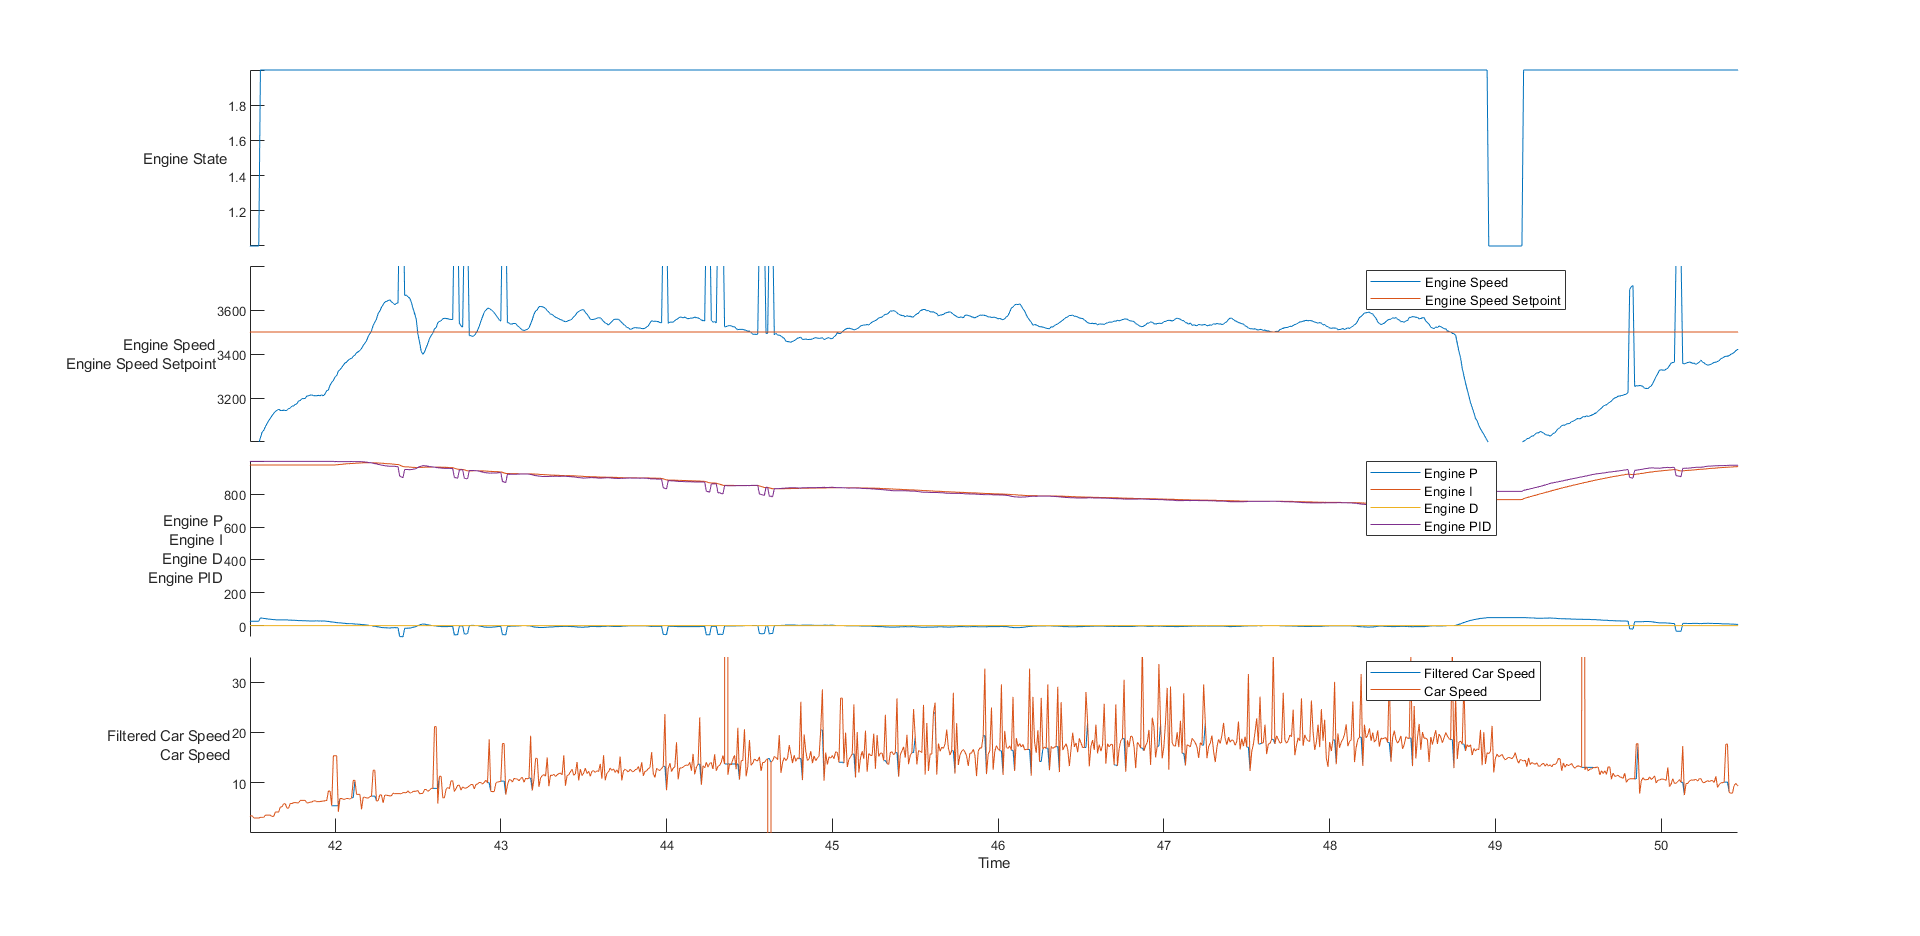 1.8
1.6
Engine State
1.4
1.2
Engine Speed
Engine Speed Setpoint
3600
Engine Speed
3400
Engine Speed Setpoint
3200
Engine P
Engine I
Engine D
Engine PID
800
Engine P
600
Engine I
Engine D
400
Engine PID
200
0
Filtered Car Speed
Car Speed
30
Filtered Car Speed
20
Car Speed
10
42 43 44 45 46 47 48 49 50
Time